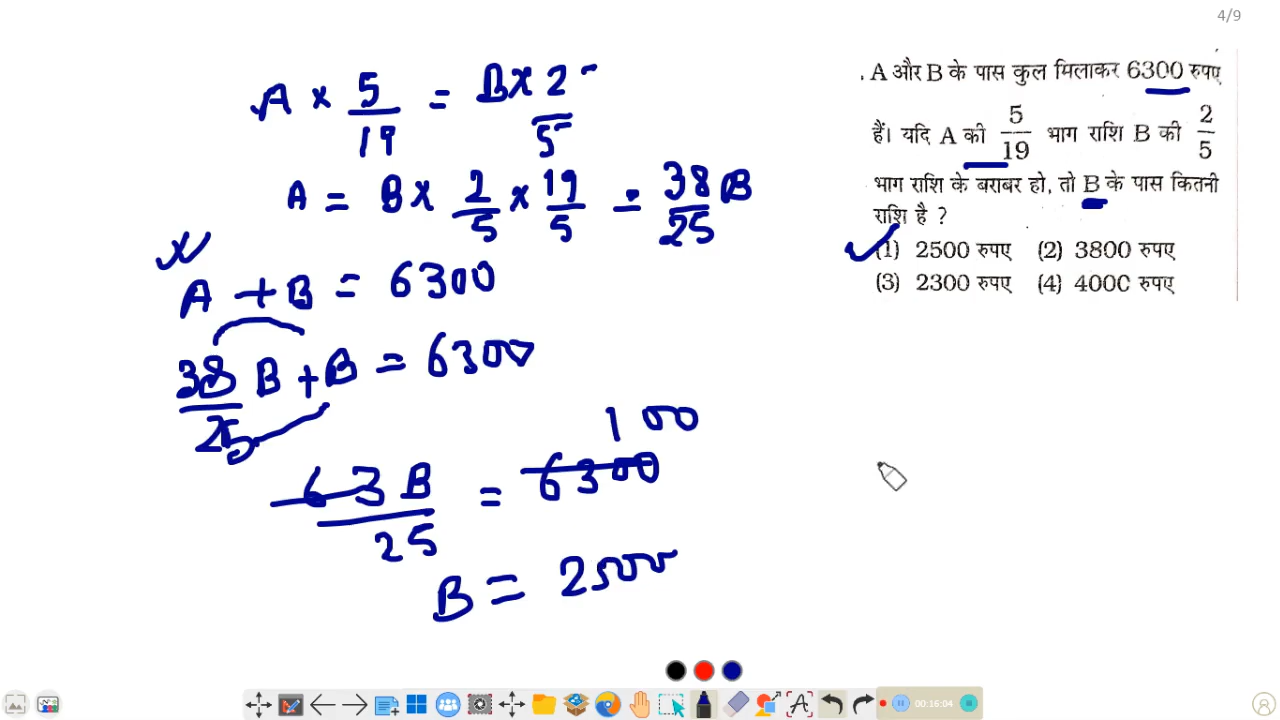 4/9
A × 5/19 = B × 2/5
A = B × 2/5 × 19/5 = 38/25 B
A + B = 6300
38/25 B + B = 6300
100
63B/25 = 6300
B = 2500
A और B के पास कुल मिलाकर 6300 रुपए
हैं। यदि A की 5/19 भाग राशि B की 2/5
भाग राशि के बराबर हो, तो B के पास कितनी
राशि है ?
(1) 2500 रुपए (2) 3800 रुपए
(3) 2300 रुपए (4) 4000 रुपए
00:16:04